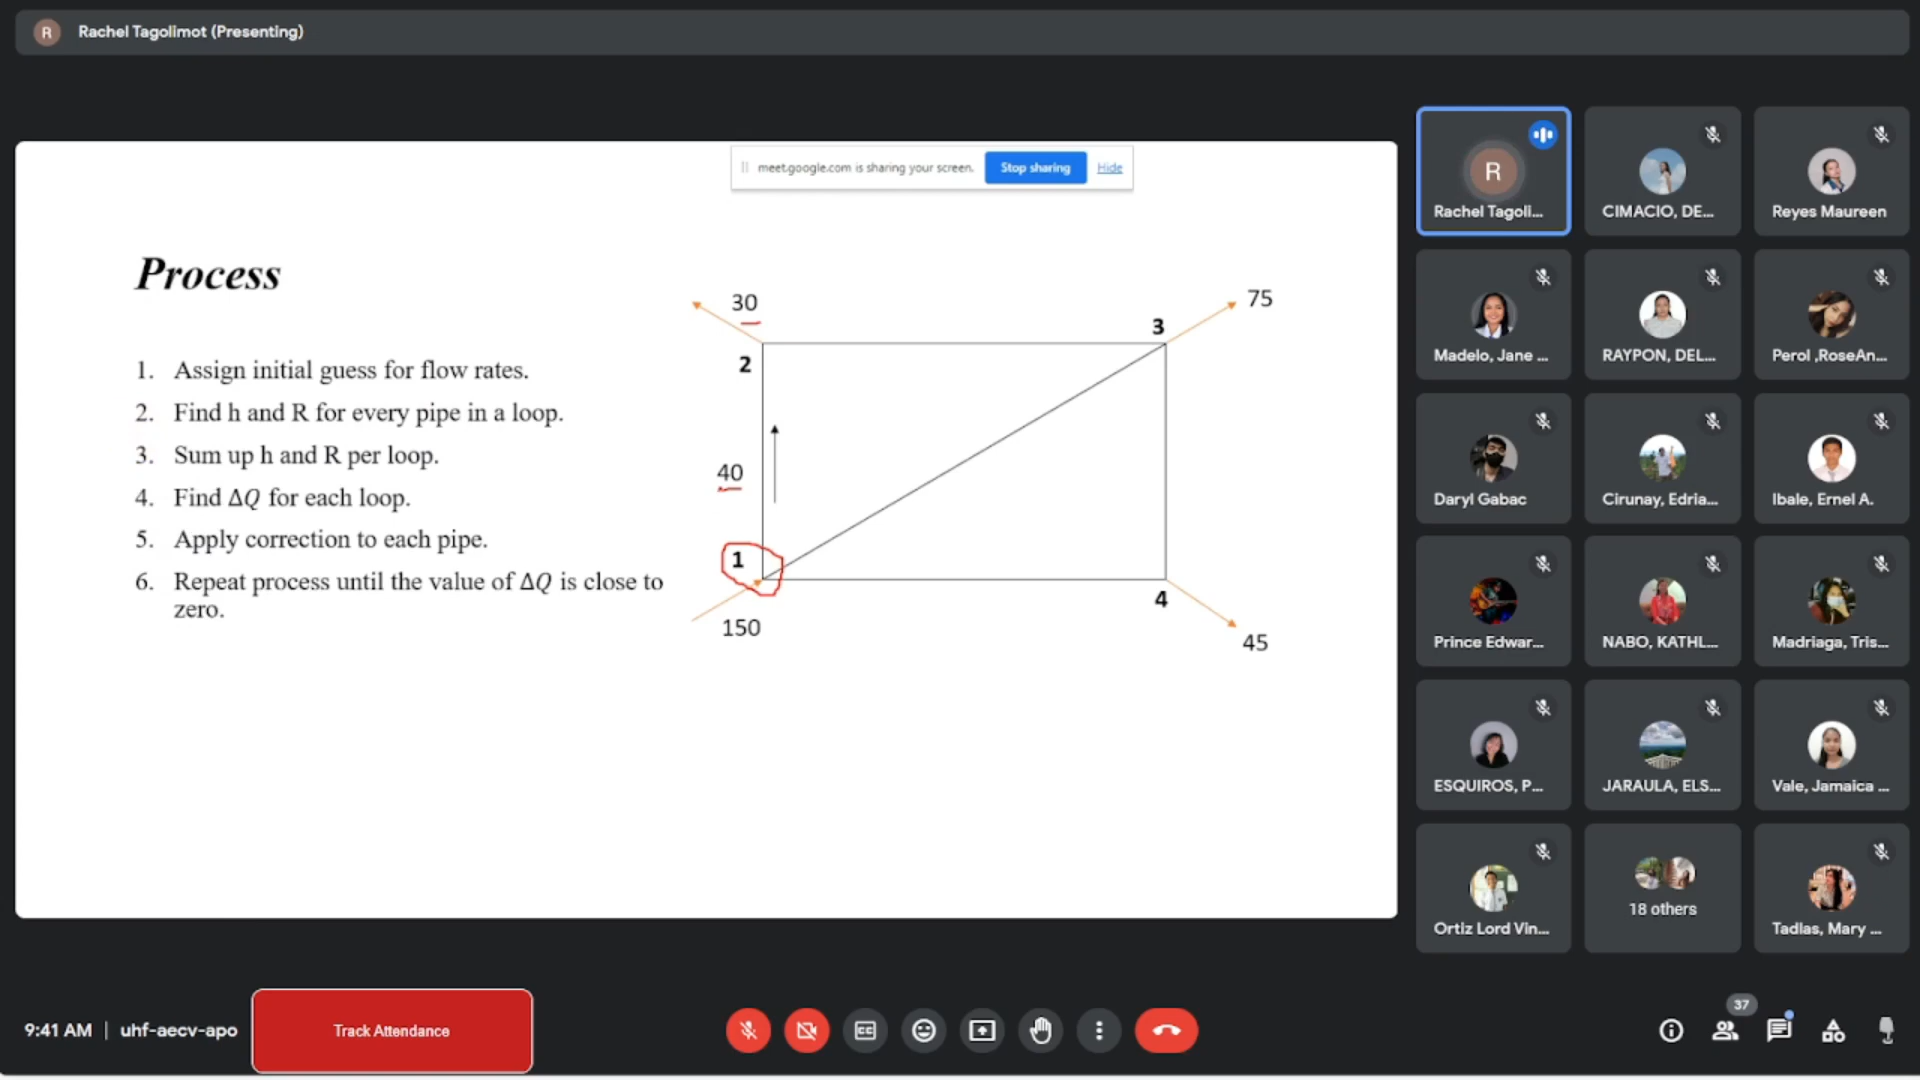 R Rachel Tagolimot (Presenting)
meet.google.com is sharing your screen. Stop sharing Hide
Process
1. Assign initial guess for flow rates.
2. Find h and R for every pipe in a loop.
3. Sum up h and R per loop.
4. Find ΔQ for each loop.
5. Apply correction to each pipe.
6. Repeat process until the value of ΔQ is close to
zero.
30
75
3
2
40
1
4
150
45
R
Rachel Tagoli...
CIMACIO, DE...
Reyes Maureen
Madelo, Jane ...
RAYPON, DEL...
Perol ,RoseAn...
Daryl Gabac
Cirunay, Edria...
Ibale, Ernel A.
Prince Edwar...
NABO, KATHL...
Madriaga, Tris...
ESQUIROS, P...
JARAULA, ELS...
Vale, Jamaica ...
Ortiz Lord Vin...
18 others
Tadlas, Mary ...
9:41 AM | uhf-aecv-apo
Track Attendance
CC
37